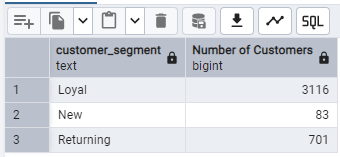 SQL
customer_segment Number of Customers
text bigint
1 Loyal 3116
2 New 83
3 Returning 701